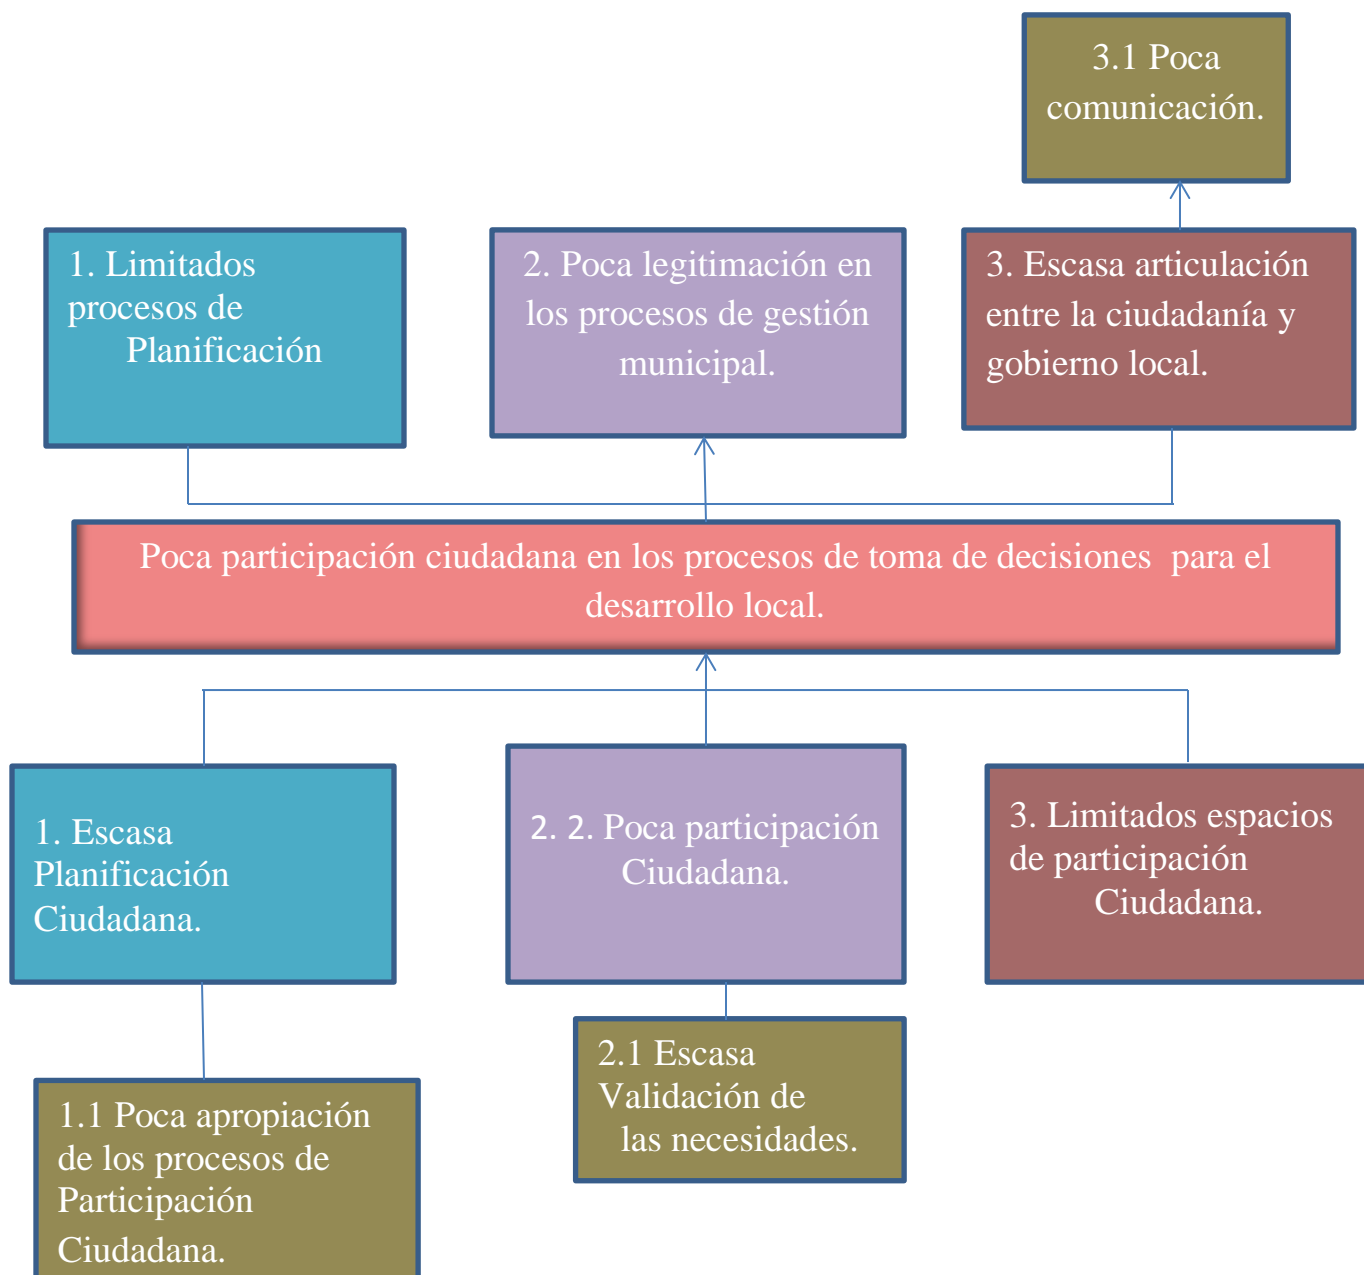 3.1 Poca
comunicación.
1. Limitados
procesos de
Planificación
2. Poca legitimación en
los procesos de gestión
municipal.
3. Escasa articulación
entre la ciudadanía y
gobierno local.
Poca participación ciudadana en los procesos de toma de decisiones para el
desarrollo local.
1. Escasa
Planificación
Ciudadana.
2. 2. Poca participación
Ciudadana.
3. Limitados espacios
de participación
Ciudadana.
2.1 Escasa
Validación de
las necesidades.
1.1 Poca apropiación
de los procesos de
Participación
Ciudadana.